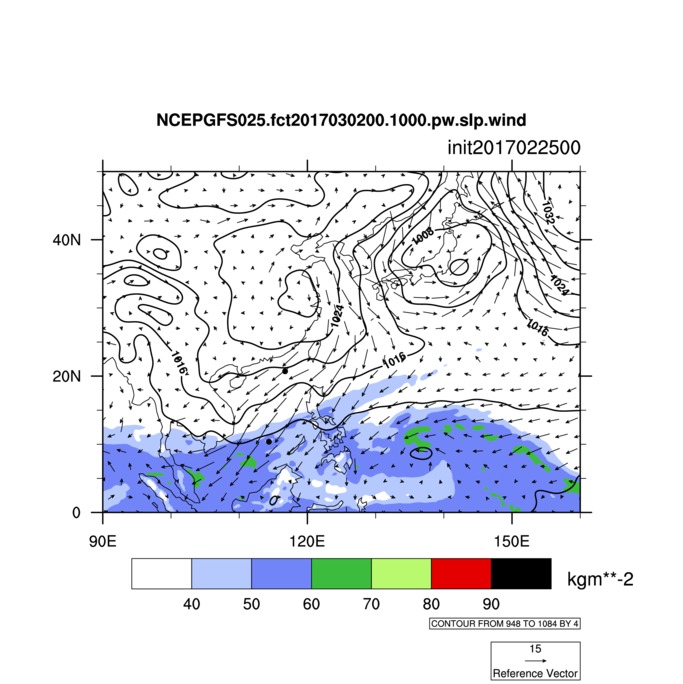 NCEPGFS025.fct2017030200.1000.pw.slp.wind
init2017022500
1032
1008
40N
1024
1024
1016
1016
1016
20N
0
90E 120E 150E
40 50 60 70 80 90
kgm**-2
CONTOUR FROM 948 TO 1084 BY 4
15
Reference Vector